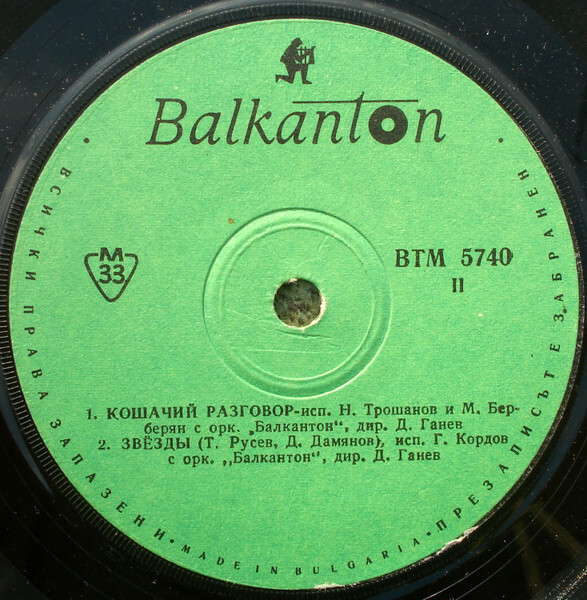 Balkanton
M
33
ВТМ 5740
II
1. КОШАЧИЙ РАЗГОВОР-исп. Н. Трошанов и М. Бер-
берян с орк. „Балкантон“, дир. Д. Ганев
2. ЗВЁЗДЫ (Т. Русев, Д. Дамянов), исп. Г. Кордов
с орк. „Балкантон“, дир. Д. Ганев
• ВСИЧКИ ПРАВА ЗАПАЗЕНИ • MADE IN BULGARIA • ПРЕЗАПИСЪТ Е ЗАБРАНЕН •